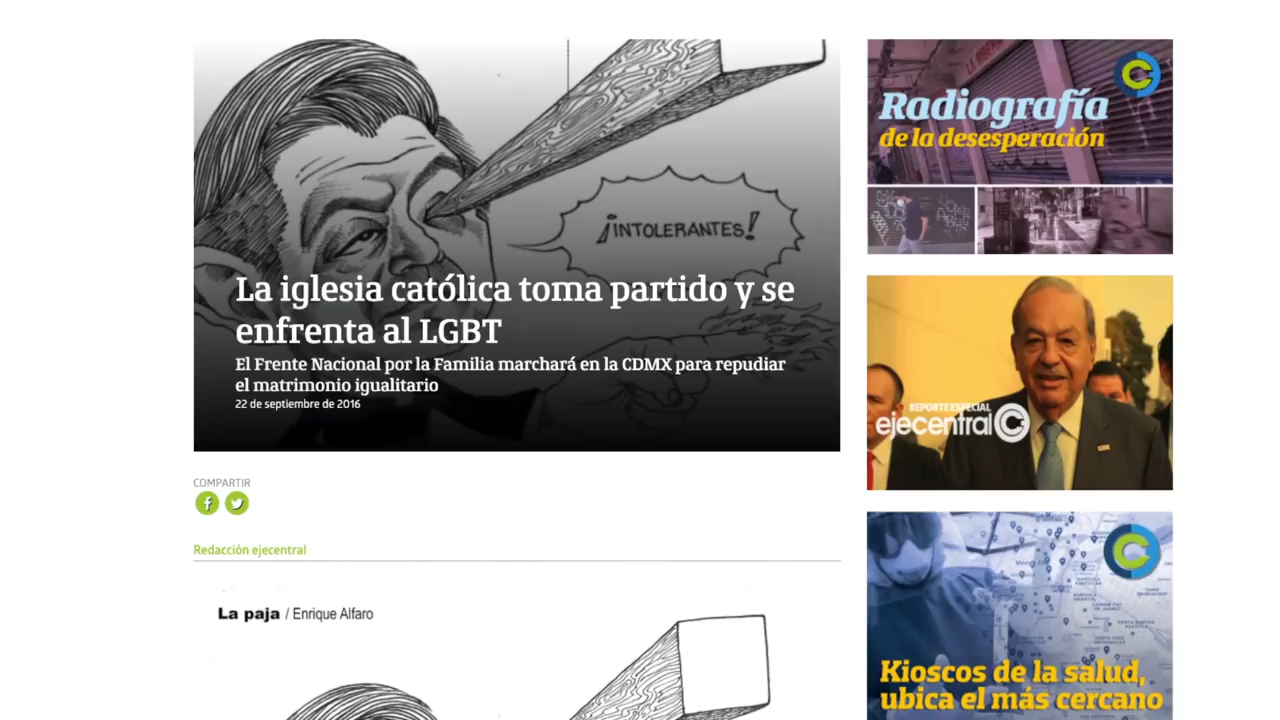 ¡INTOLERANTES!
La iglesia católica toma partido y se
enfrenta al LGBT
El Frente Nacional por la Familia marchará en la CDMX para repudiar
el matrimonio igualitario
22 de septiembre de 2016
COMPARTIR
Redacción ejecentral
La paja / Enrique Alfaro
Radiografía
de la desesperación
REPORTE ESPECIAL
ejecentral
Kioscos de la salud,
ubica el más cercano